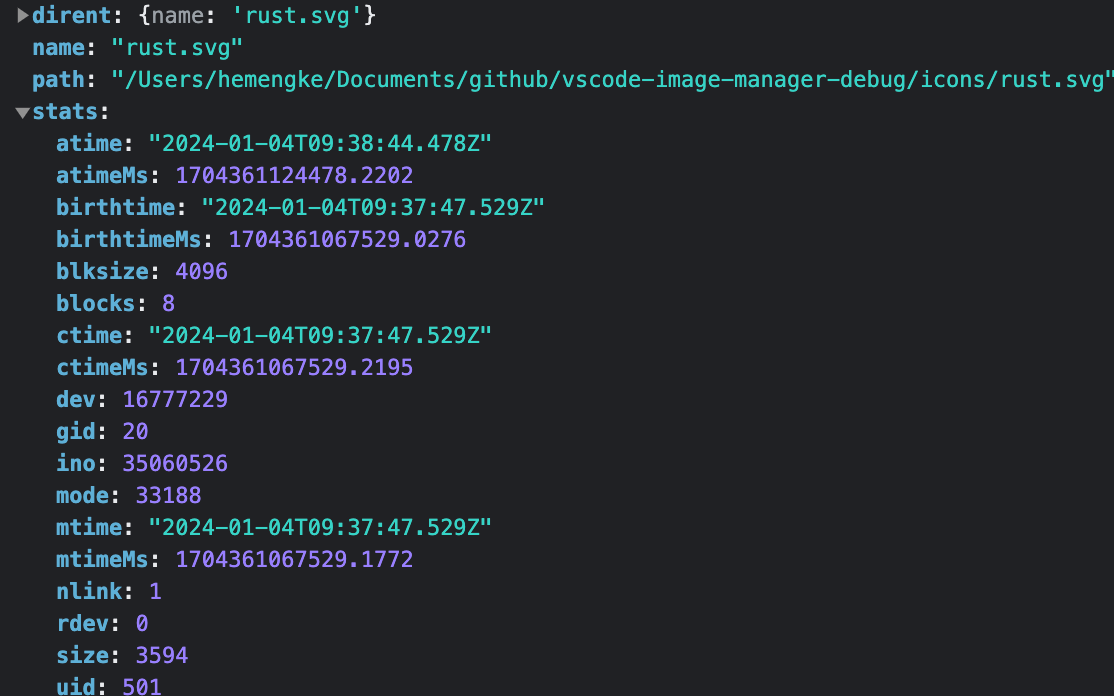 ▶dirent: {name: 'rust.svg'}
name: "rust.svg"
path: "/Users/hemengke/Documents/github/vscode-image-manager-debug/icons/rust.svg"
▼stats:
atime: "2024-01-04T09:38:44.478Z"
atimeMs: 1704361124478.2202
birthtime: "2024-01-04T09:37:47.529Z"
birthtimeMs: 1704361067529.0276
blksize: 4096
blocks: 8
ctime: "2024-01-04T09:37:47.529Z"
ctimeMs: 1704361067529.2195
dev: 16777229
gid: 20
ino: 35060526
mode: 33188
mtime: "2024-01-04T09:37:47.529Z"
mtimeMs: 1704361067529.1772
nlink: 1
rdev: 0
size: 3594
uid: 501